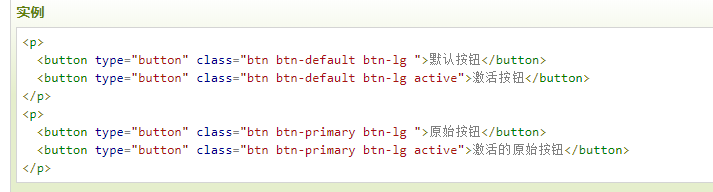 实例
<p>
  <button type="button" class="btn btn-default btn-lg ">默认按钮</button>
  <button type="button" class="btn btn-default btn-lg active">激活按钮</button>
</p>
<p>
  <button type="button" class="btn btn-primary btn-lg ">原始按钮</button>
  <button type="button" class="btn btn-primary btn-lg active">激活的原始按钮</button>
</p>